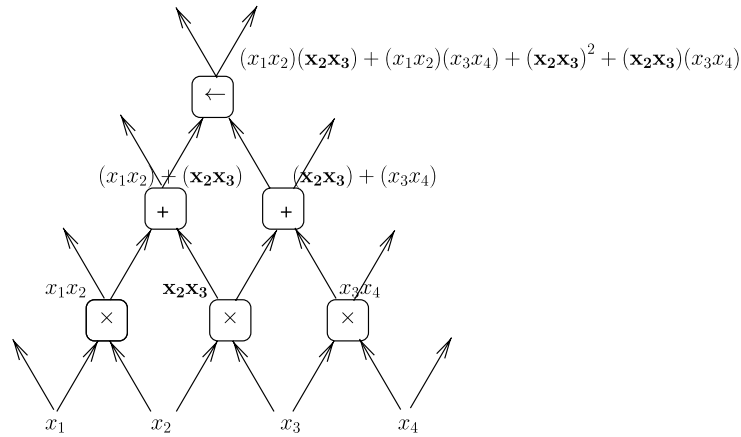 (x₁x₂)(𝐱₂𝐱₃) + (x₁x₂)(x₃x₄) + (𝐱₂𝐱₃)² + (𝐱₂𝐱₃)(x₃x₄)
←
(x₁x₂) + (𝐱₂𝐱₃) (𝐱₂𝐱₃) + (x₃x₄)
+ +
x₁x₂ 𝐱₂𝐱₃ x₃x₄
× × ×
x₁ x₂ x₃ x₄